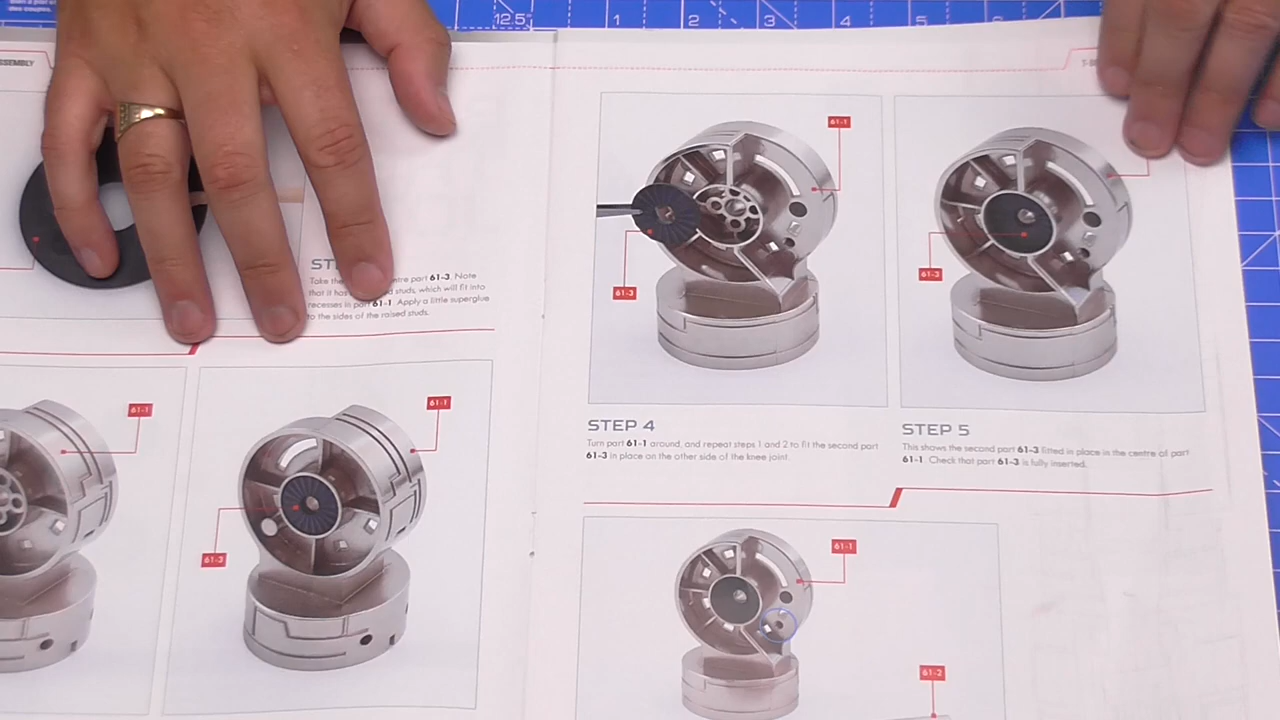 12.5
1
2
3
4
5
6
SSEMBLY
ST
Take the centre part 61-3. Note
that it has studs, which will fit into
recesses in part 61-1. Apply a little superglue
to the sides of the raised studs.
61-1
61-1
61-3
61-1
61-3
61-3
STEP 4
Turn part 61-1 around, and repeat steps 1 and 2 to fit the second part
61-3 in place on the other side of the knee joint.
STEP 5
This shows the second part 61-3 fitted in place in the centre of part
61-1. Check that part 61-3 is fully inserted.
61-1
61-2